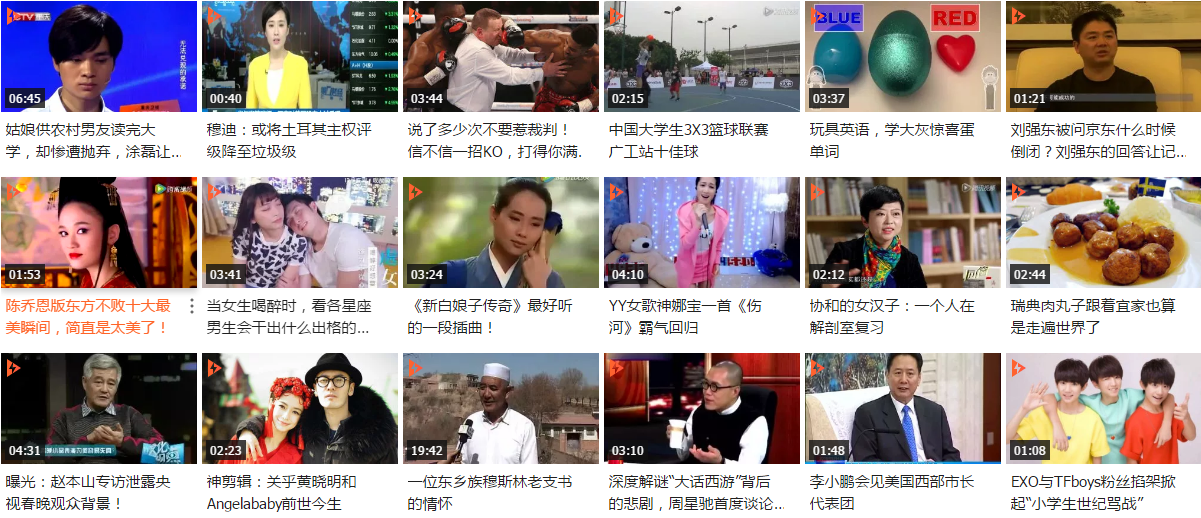 CTV重庆
无法兑现的承诺
06:45
00:40
03:44
02:15
BLUE
RED
03:37
01:21
姑娘供农村男友读完大
学，却惨遭抛弃，涂磊让...
穆迪：或将土耳其主权评
级降至垃圾级
说了多少次不要惹裁判！
信不信一招KO，打得你满.
中国大学生3X3篮球联赛
广工站十佳球
玩具英语，学大灰惊喜蛋
单词
刘强东被问京东什么时候
倒闭？刘强东的回答让记...
01:53
03:41
女
03:24
04:10
02:12
02:44
陈乔恩版东方不败十大最
美瞬间，简直是太美了！
当女生喝醉时，看各星座
男生会干出什么出格的...
《新白娘子传奇》最好听
的一段插曲！
YY女歌神娜宝一首《伤
河》霸气回归
协和的女汉子：一个人在
解剖室复习
瑞典肉丸子跟着宜家也算
是走遍世界了
04:31
02:23
19:42
03:10
01:48
01:08
曝光：赵本山专访泄露央
视春晚观众背景！
神剪辑：关乎黄晓明和
Angelababy前世今生
一位东乡族穆斯林老支书
的情怀
深度解谜“大话西游”背后
的悲剧，周星驰首度谈论...
李小鹏会见美国西部市长
代表团
EXO与TFboys粉丝掐架掀
起“小学生世纪骂战”